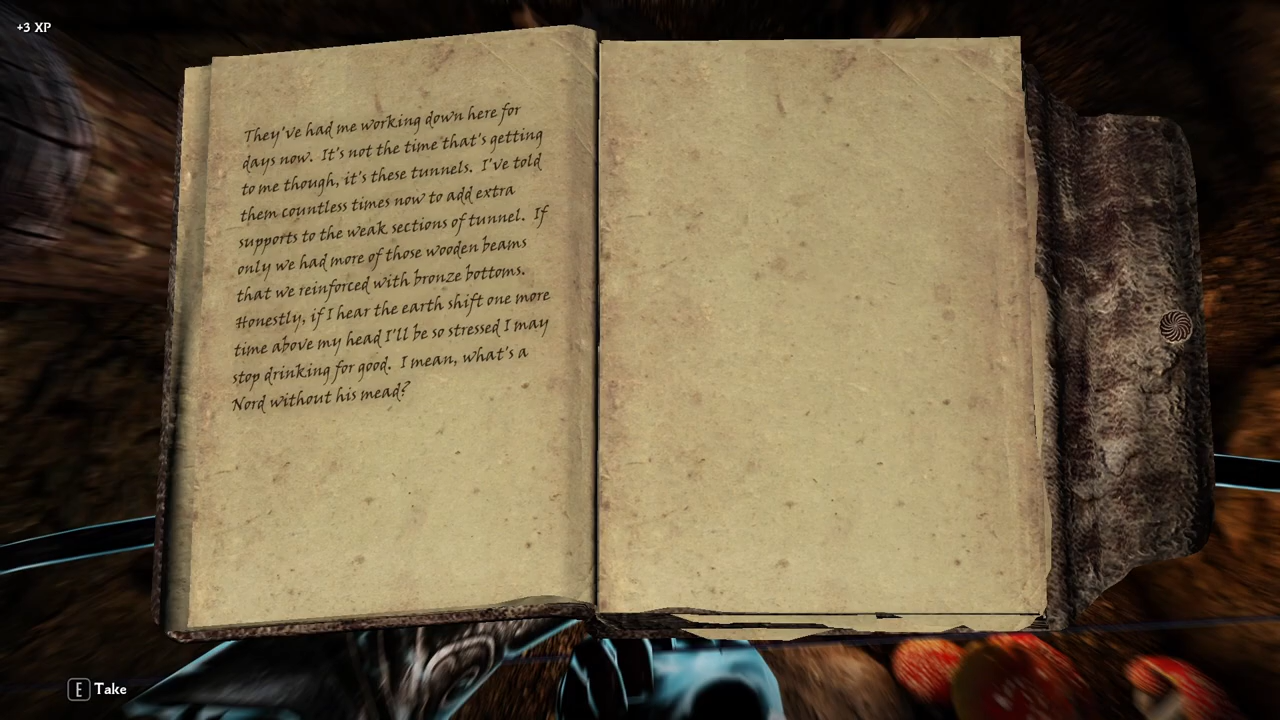 +3 XP
They've had me working down here for
days now. It's not the time that's getting
to me though, it's these tunnels. I've told
them countless times now to add extra
supports to the weak sections of tunnel. If
only we had more of those wooden beams
that we reinforced with bronze bottoms.
Honestly, if I hear the earth shift one more
time above my head I'll be so stressed I may
stop drinking for good. I mean, what's a
Nord without his mead?
E Take